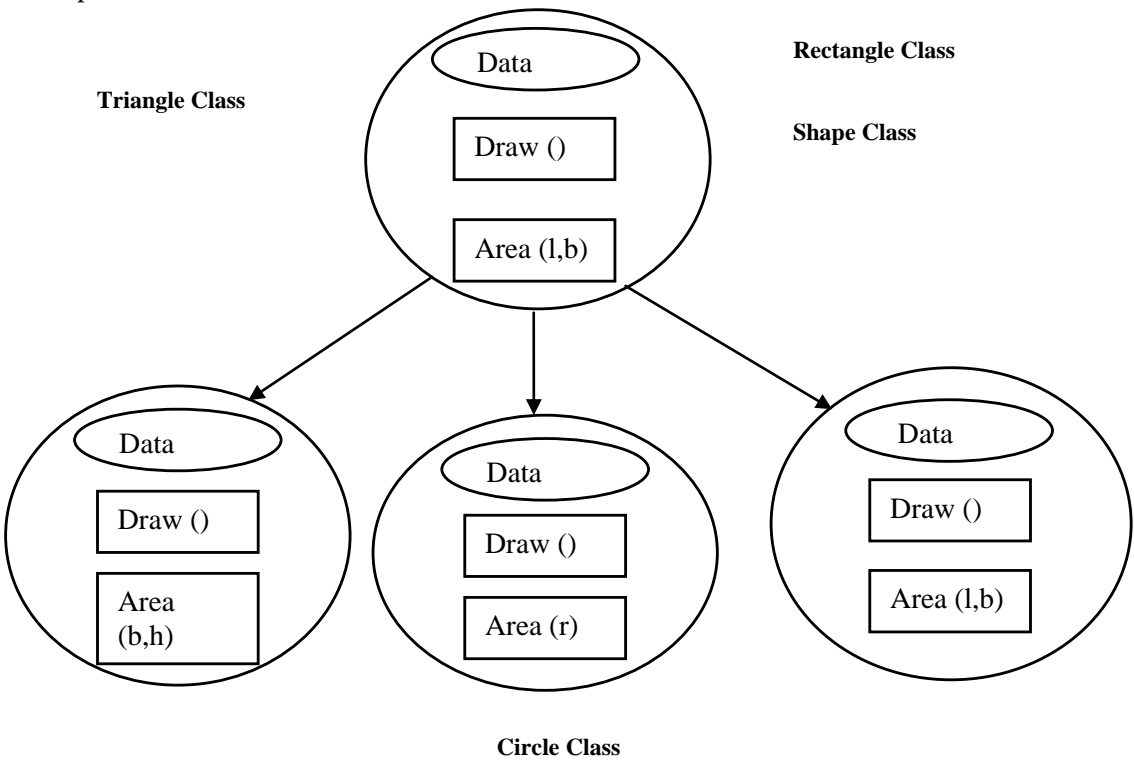 Data
Rectangle Class
Triangle Class
Shape Class
Draw ()
Area (l,b)
Data
Draw ()
Area
(b,h)
Data
Draw ()
Area (r)
Data
Draw ()
Area (l,b)
Circle Class